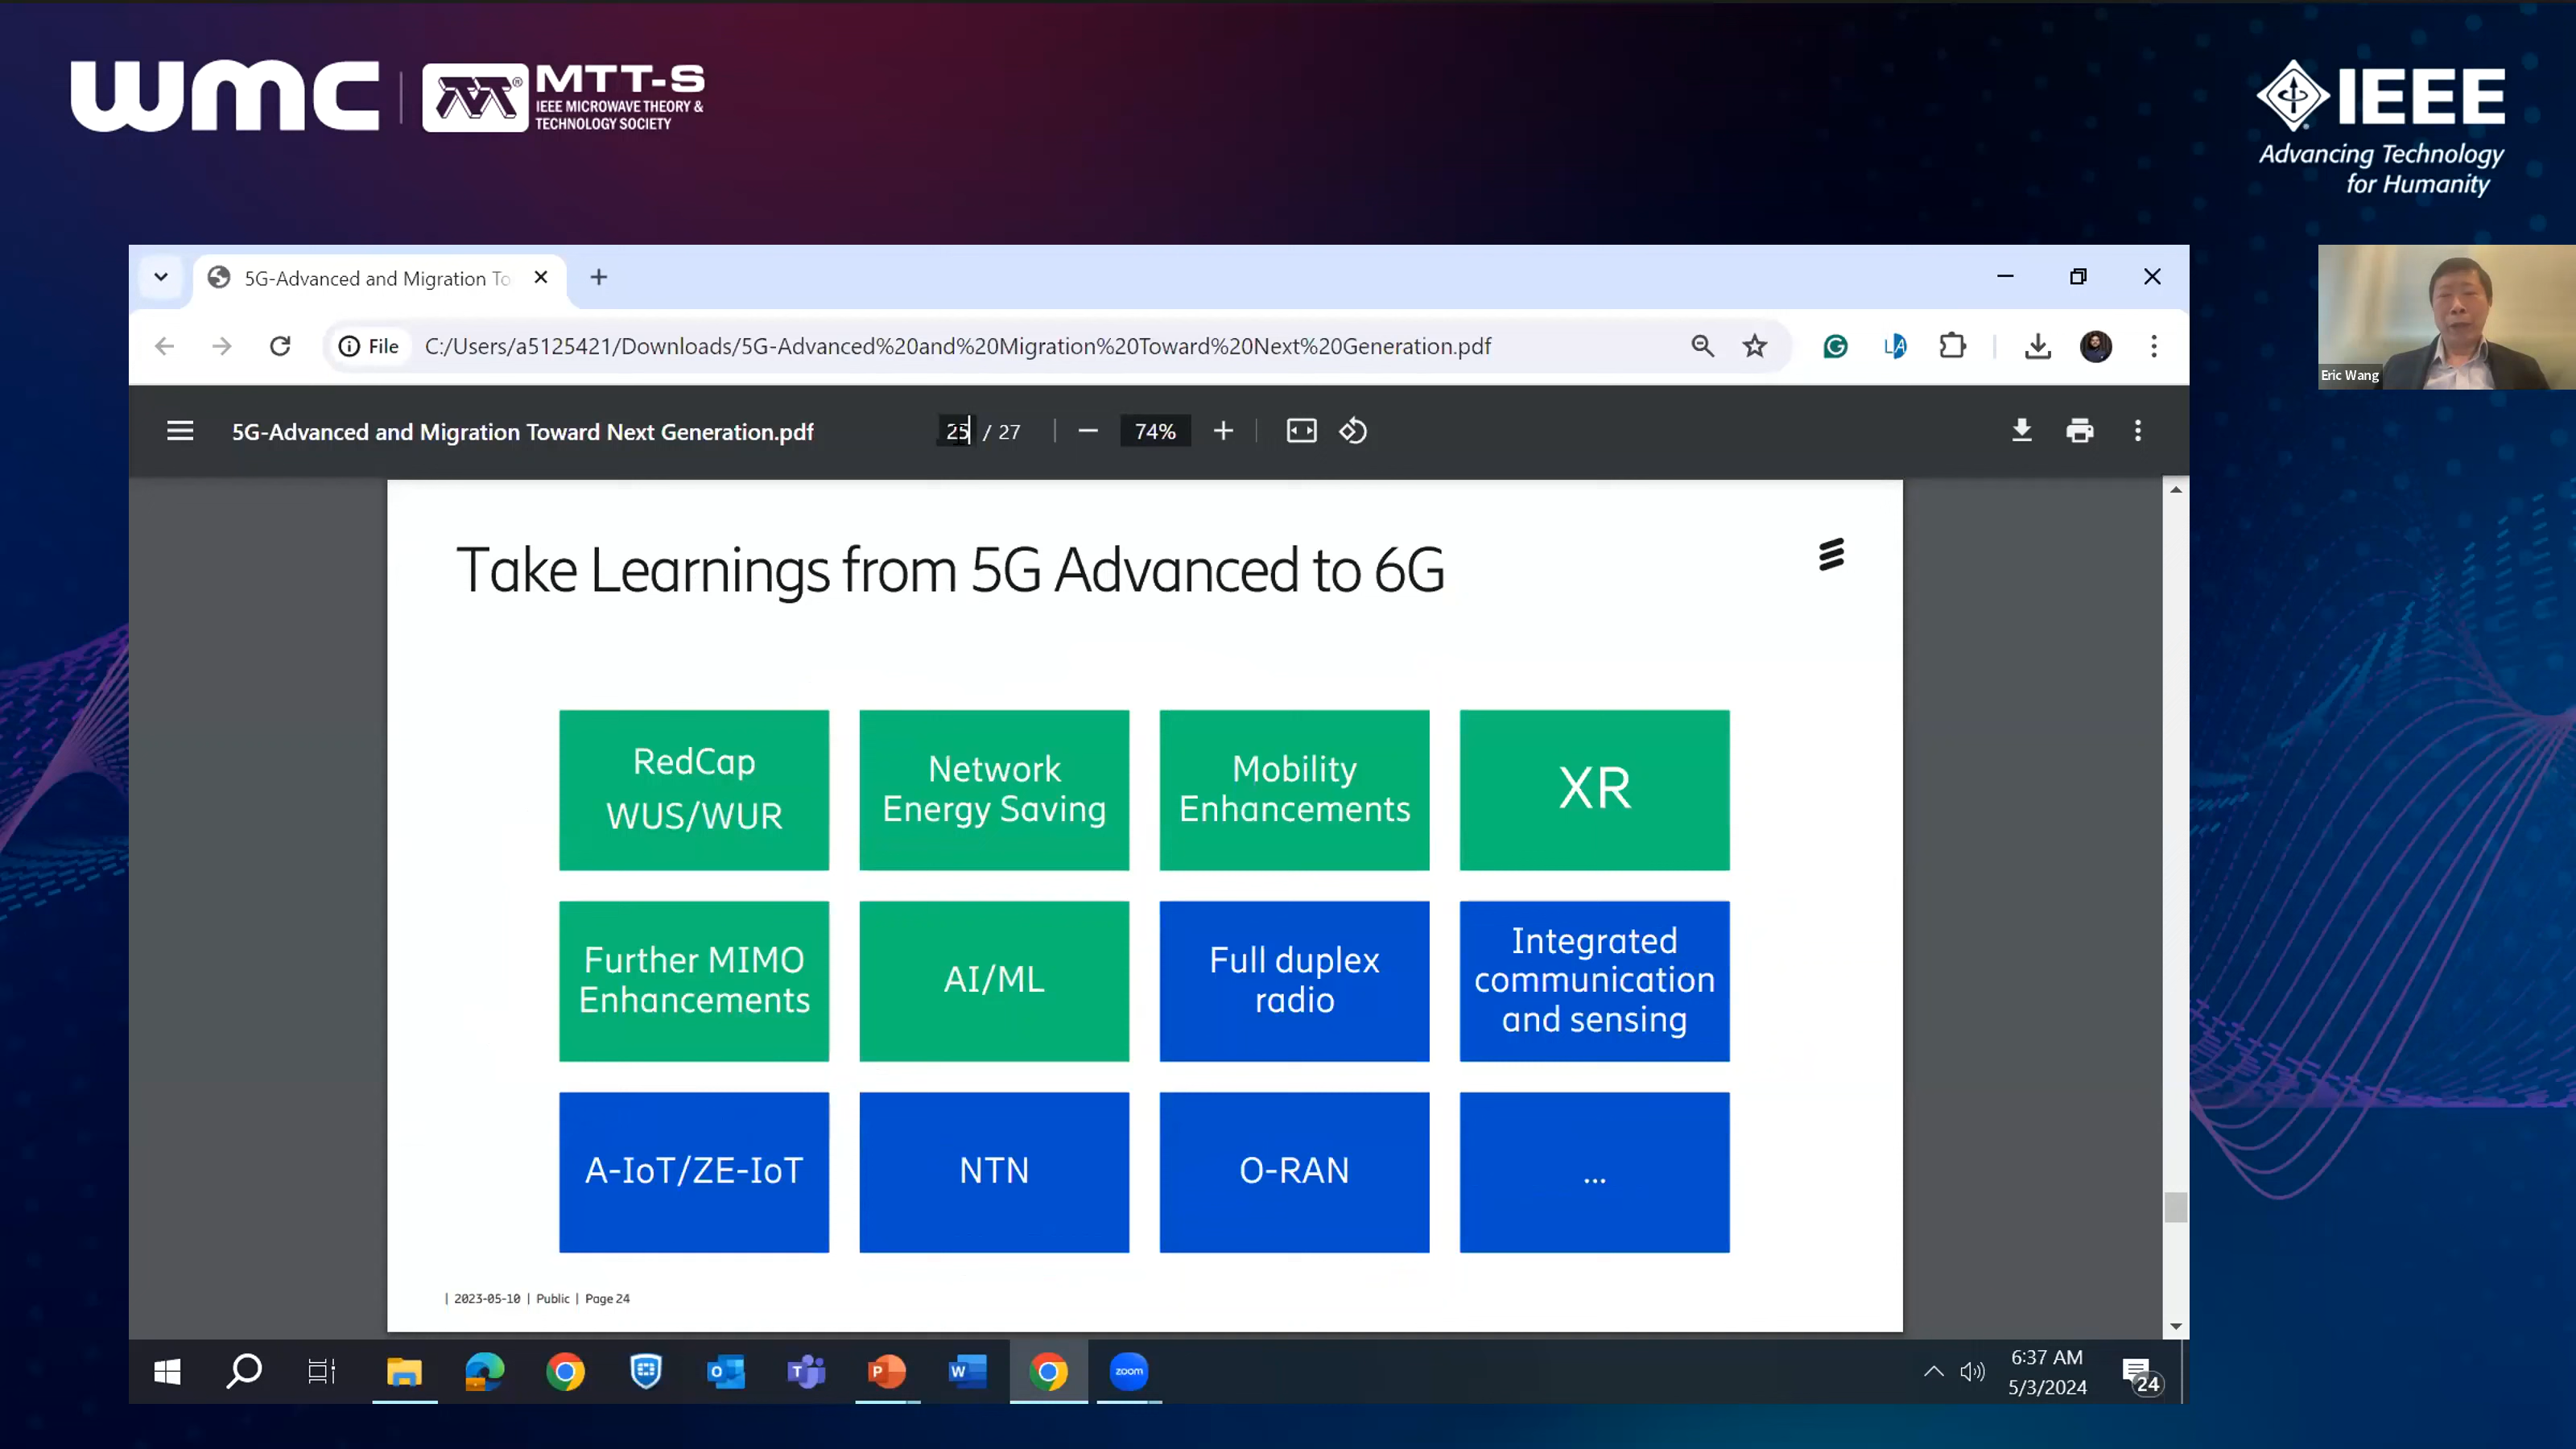 wmc
MTT-S
IEEE MICROWAVE THEORY &
TECHNOLOGY SOCIETY
IEEE
Advancing Technology
for Humanity
5G-Advanced and Migration To
File
C:/Users/a5125421/Downloads/5G-Advanced%20and%20Migration%20Toward%20Next%20Generation.pdf
Eric Wang
5G-Advanced and Migration Toward Next Generation.pdf
25 / 27
74%
Take Learnings from 5G Advanced to 6G
RedCap
WUS/WUR
Network
Energy Saving
Mobility
Enhancements
XR
Further MIMO
Enhancements
AI/ML
Full duplex
radio
Integrated
communication
and sensing
A-IoT/ZE-IoT
NTN
O-RAN
...
| 2023-05-10 | Public | Page 24
zoom
6:37 AM
5/3/2024
24